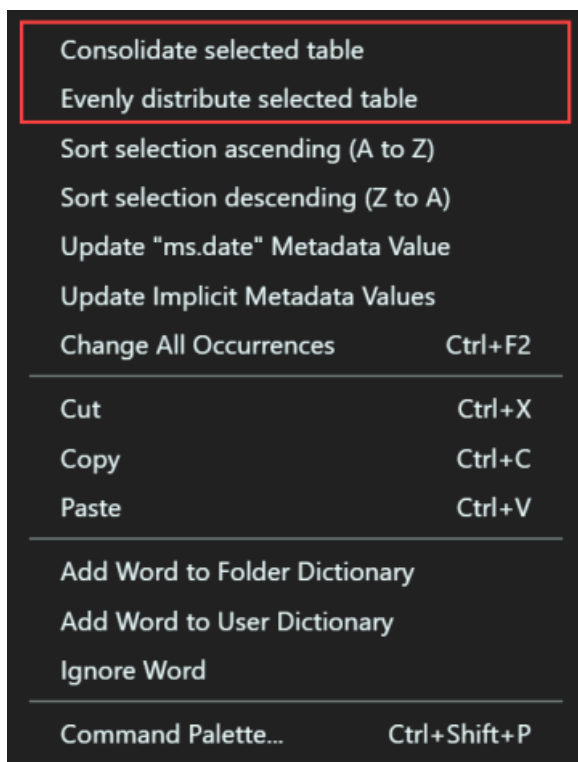 Consolidate selected table
Evenly distribute selected table
Sort selection ascending (A to Z)
Sort selection descending (Z to A)
Update "ms.date" Metadata Value
Update Implicit Metadata Values
Change All Occurrences Ctrl+F2
Cut Ctrl+X
Copy Ctrl+C
Paste Ctrl+V
Add Word to Folder Dictionary
Add Word to User Dictionary
Ignore Word
Command Palette... Ctrl+Shift+P